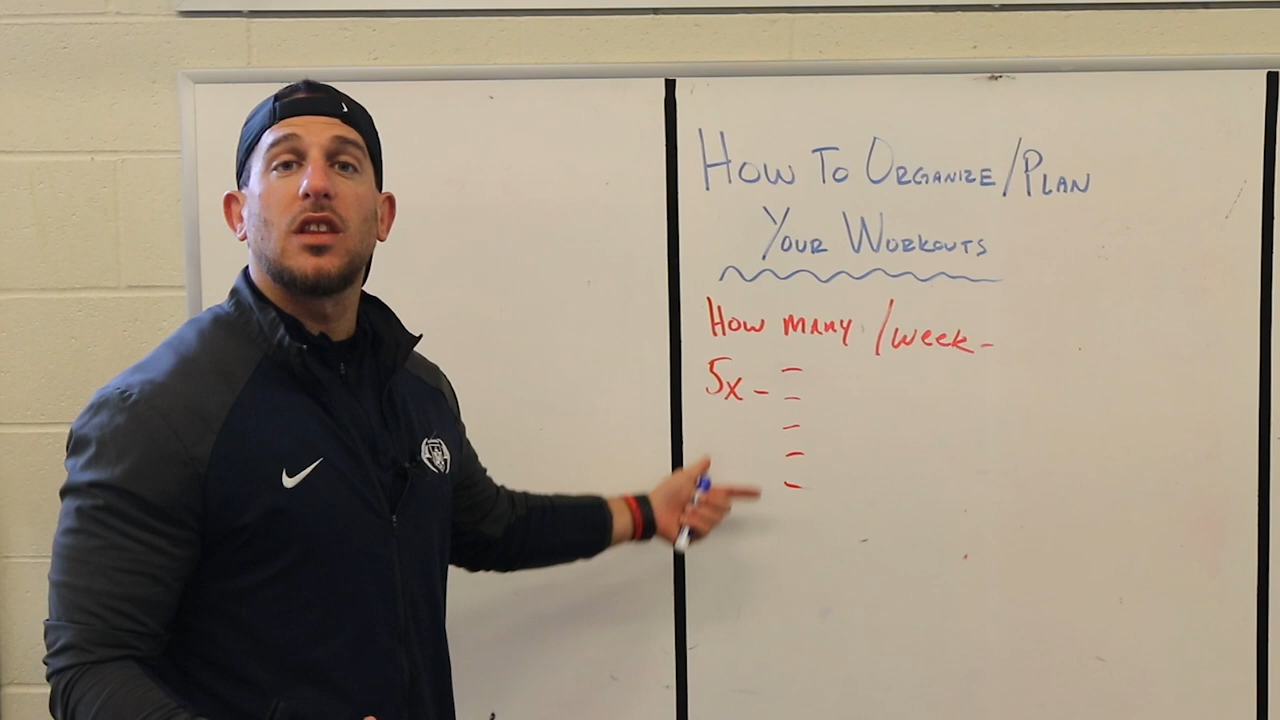 How To Organize/Plan
Your Workouts
How many /week -
5x - -
-
-
-
-